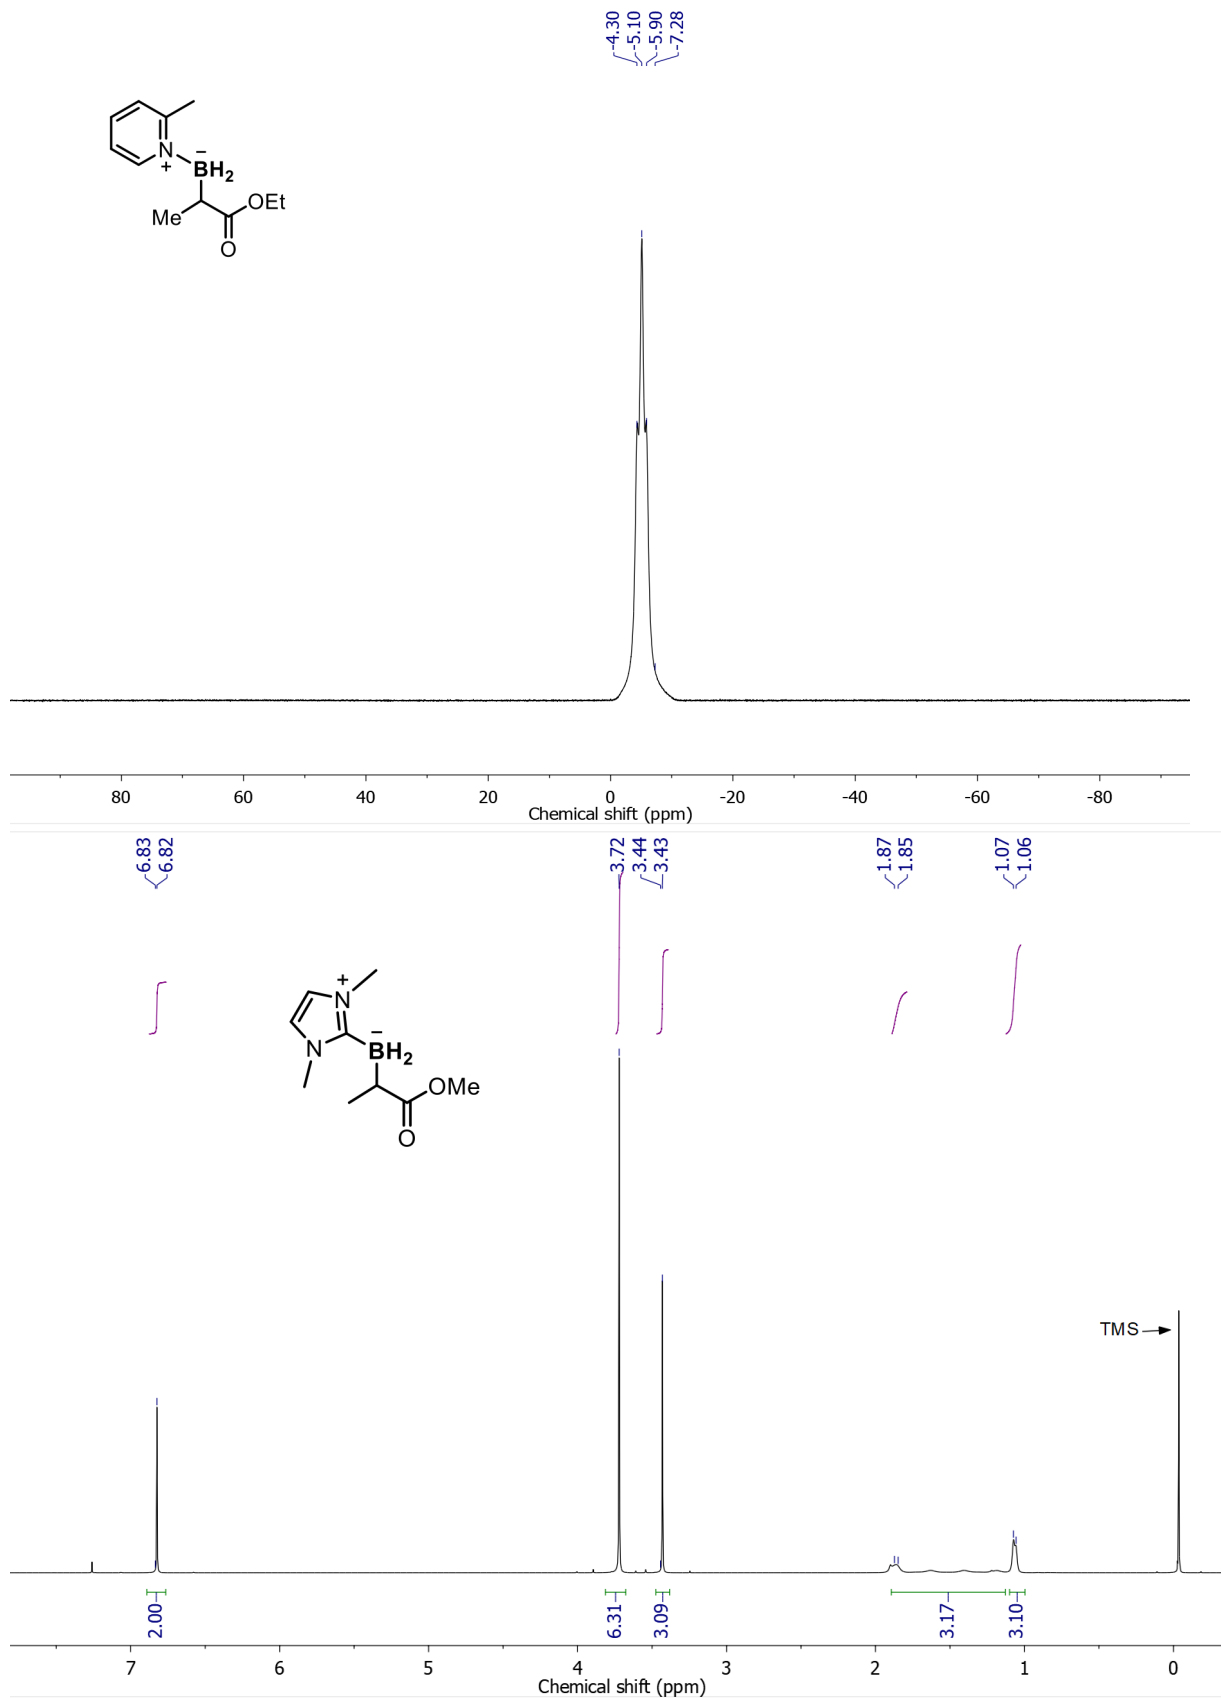 -4.30
-5.10
-5.90
-7.28
N
+
−
BH2
Me
OEt
O
80 60 40 20 0 -20 -40 -60 -80
Chemical shift (ppm)
6.83
6.82
3.72
3.44
3.43
1.87
1.85
1.07
1.06
+
N
N
−
BH2
OMe
O
TMS
2.00
6.31
3.09
3.17
3.10
7 6 5 4 3 2 1 0
Chemical shift (ppm)